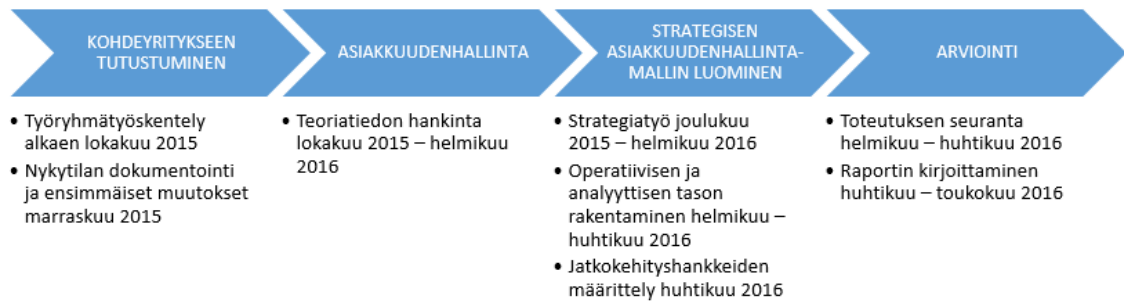 KOHDEYRITYKSEEN
TUTUSTUMINEN
• Työryhmätyöskentely
alkaen lokakuu 2015
• Nykytilan dokumentointi
ja ensimmäiset muutokset
marraskuu 2015
ASIAKKUUDENHALLINTA
• Teoriatiedon hankinta
lokakuu 2015 – helmikuu
2016
STRATEGISEN
ASIAKKUUDENHALLINTA-
MALLIN LUOMINEN
• Strategiatyö joulukuu
2015 – helmikuu 2016
• Operatiivisen ja
analyyttisen tason
rakentaminen helmikuu –
huhtikuu 2016
• Jatkokehityshankkeiden
määrittely huhtikuu 2016
ARVIOINTI
• Toteutuksen seuranta
helmikuu – huhtikuu 2016
• Raportin kirjoittaminen
huhtikuu – toukokuu 2016